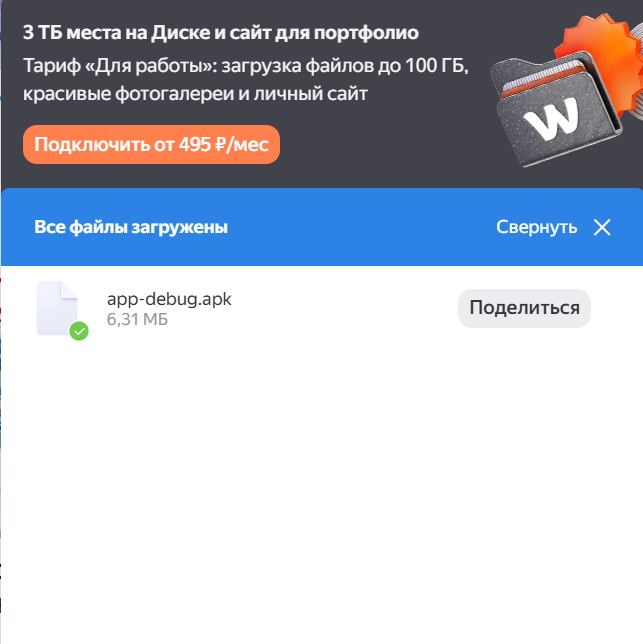 3 ТБ места на Диске и сайт для портфолио
Тариф «Для работы»: загрузка файлов до 100 ГБ,
красивые фотогалереи и личный сайт
Подключить от 495 ₽/мес
W
Все файлы загружены
Свернуть
app-debug.apk
6,31 МБ
Поделиться